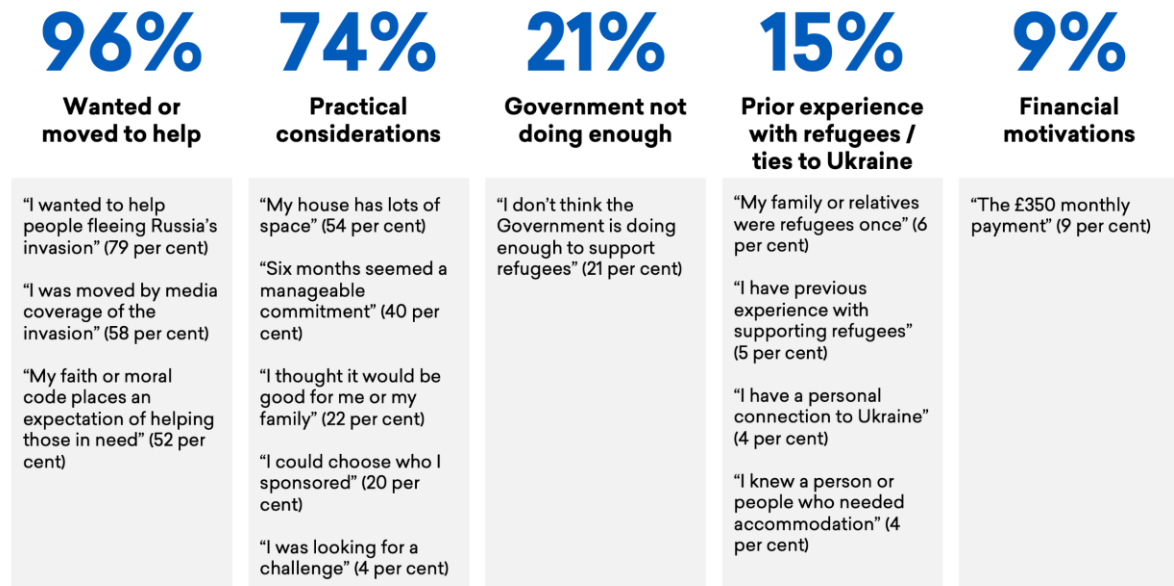 96%
Wanted or
moved to help
“I wanted to help
people fleeing Russia’s
invasion” (79 per cent)
“I was moved by media
coverage of the
invasion” (58 per cent)
“My faith or moral
code places an
expectation of helping
those in need” (52 per
cent)
74%
Practical
considerations
“My house has lots of
space” (54 per cent)
“Six months seemed a
manageable
commitment” (40 per
cent)
“I thought it would be
good for me or my
family” (22 per cent)
“I could choose who I
sponsored” (20 per
cent)
“I was looking for a
challenge” (4 per cent)
21%
Government not
doing enough
“I don’t think the
Government is doing
enough to support
refugees” (21 per cent)
15%
Prior experience
with refugees /
ties to Ukraine
“My family or relatives
were refugees once” (6
per cent)
“I have previous
experience with
supporting refugees”
(5 per cent)
“I have a personal
connection to Ukraine”
(4 per cent)
“I knew a person or
people who needed
accommodation” (4
per cent)
9%
Financial
motivations
“The £350 monthly
payment” (9 per cent)